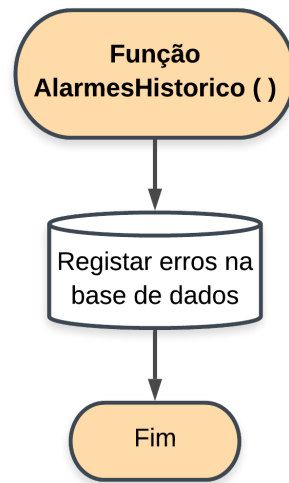 Função
AlarmesHistorico ( )
Registar erros na
base de dados
Fim